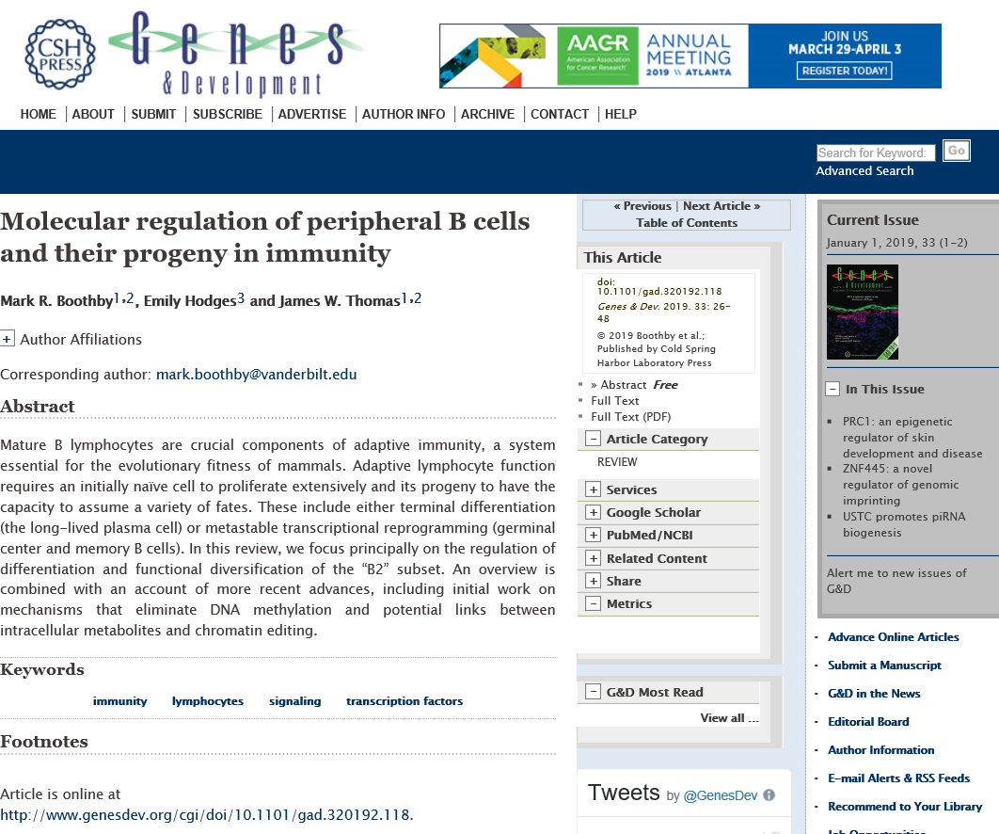 CSH
PRESS
Genes
& Development
AACR
American Association
for Cancer Research
ANNUAL
MEETING
2019 \\ ATLANTA
JOIN US
MARCH 29-APRIL 3
REGISTER TODAY!
HOME | ABOUT | SUBMIT | SUBSCRIBE | ADVERTISE | AUTHOR INFO | ARCHIVE | CONTACT | HELP
Search for Keyword:
Go
Advanced Search
Molecular regulation of peripheral B cells
and their progeny in immunity
Mark R. Boothby1,2, Emily Hodges3 and James W. Thomas1,2
+ Author Affiliations
Corresponding author: mark.boothby@vanderbilt.edu
Abstract
Mature B lymphocytes are crucial components of adaptive immunity, a system
essential for the evolutionary fitness of mammals. Adaptive lymphocyte function
requires an initially naïve cell to proliferate extensively and its progeny to have the
capacity to assume a variety of fates. These include either terminal differentiation
(the long-lived plasma cell) or metastable transcriptional reprogramming (germinal
center and memory B cells). In this review, we focus principally on the regulation of
differentiation and functional diversification of the “B2” subset. An overview is
combined with an account of more recent advances, including initial work on
mechanisms that eliminate DNA methylation and potential links between
intracellular metabolites and chromatin editing.
Keywords
immunity lymphocytes signaling transcription factors
Footnotes
Article is online at
http://www.genesdev.org/cgi/doi/10.1101/gad.320192.118.
« Previous | Next Article »
Table of Contents
This Article
doi:
10.1101/gad.320192.118
Genes & Dev. 2019. 33: 26-
48
© 2019 Boothby et al.;
Published by Cold Spring
Harbor Laboratory Press
» Abstract Free
Full Text
Full Text (PDF)
− Article Category
REVIEW
+ Services
+ Google Scholar
+ PubMed/NCBI
+ Related Content
+ Share
− Metrics
− G&D Most Read
View all ...
Tweets by @GenesDev
Current Issue
January 1, 2019, 33 (1-2)
Genes
− In This Issue
PRC1: an epigenetic
regulator of skin
development and disease
ZNF445: a novel
regulator of genomic
imprinting
USTC promotes piRNA
biogenesis
Alert me to new issues of
G&D
- Advance Online Articles
- Submit a Manuscript
- G&D in the News
- Editorial Board
- Author Information
- E-mail Alerts & RSS Feeds
- Recommend to Your Library
- Job Opportunities